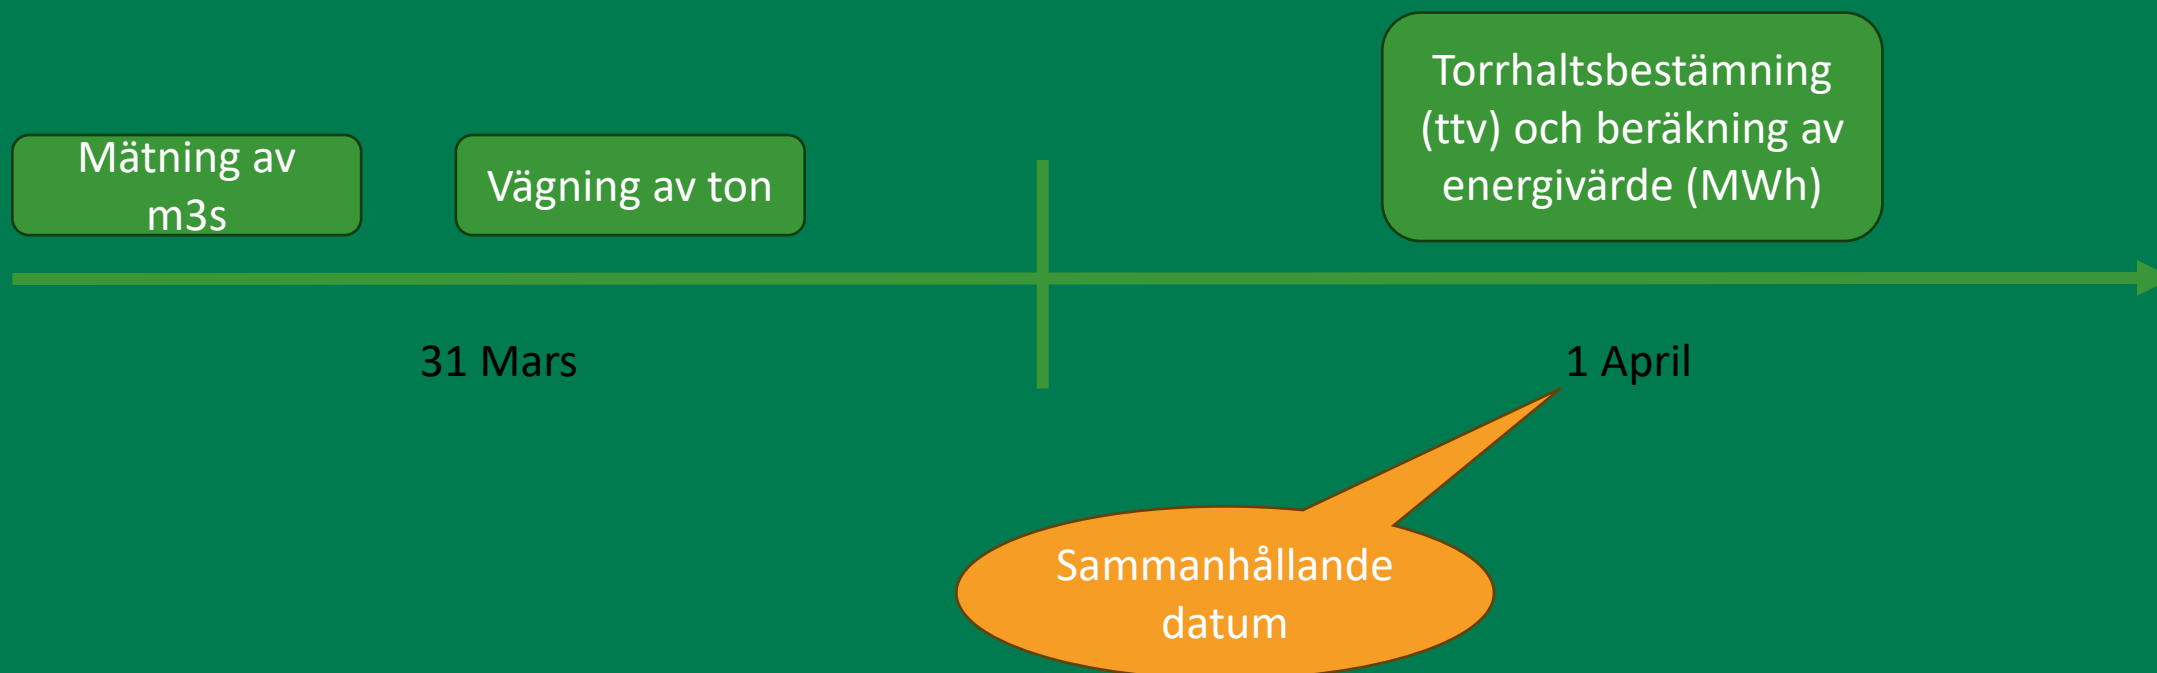 Mätning av
m3s
Vägning av ton
Torrhaltsbestämning
(ttv) och beräkning av
energivärde (MWh)
31 Mars
1 April
Sammanhållande
datum